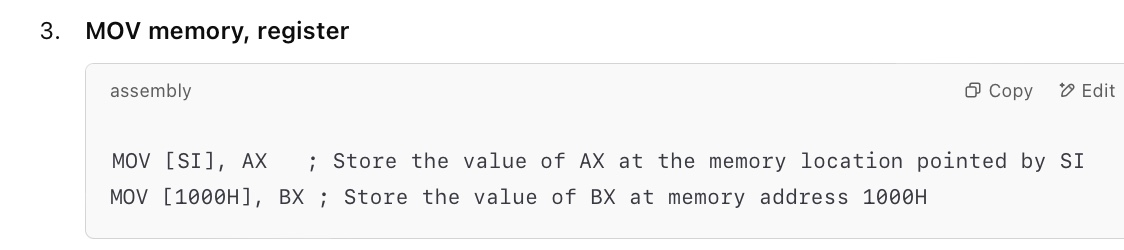 3. MOV memory, register
assembly Copy Edit
MOV [SI], AX   ; Store the value of AX at the memory location pointed by SI
MOV [1000H], BX ; Store the value of BX at memory address 1000H